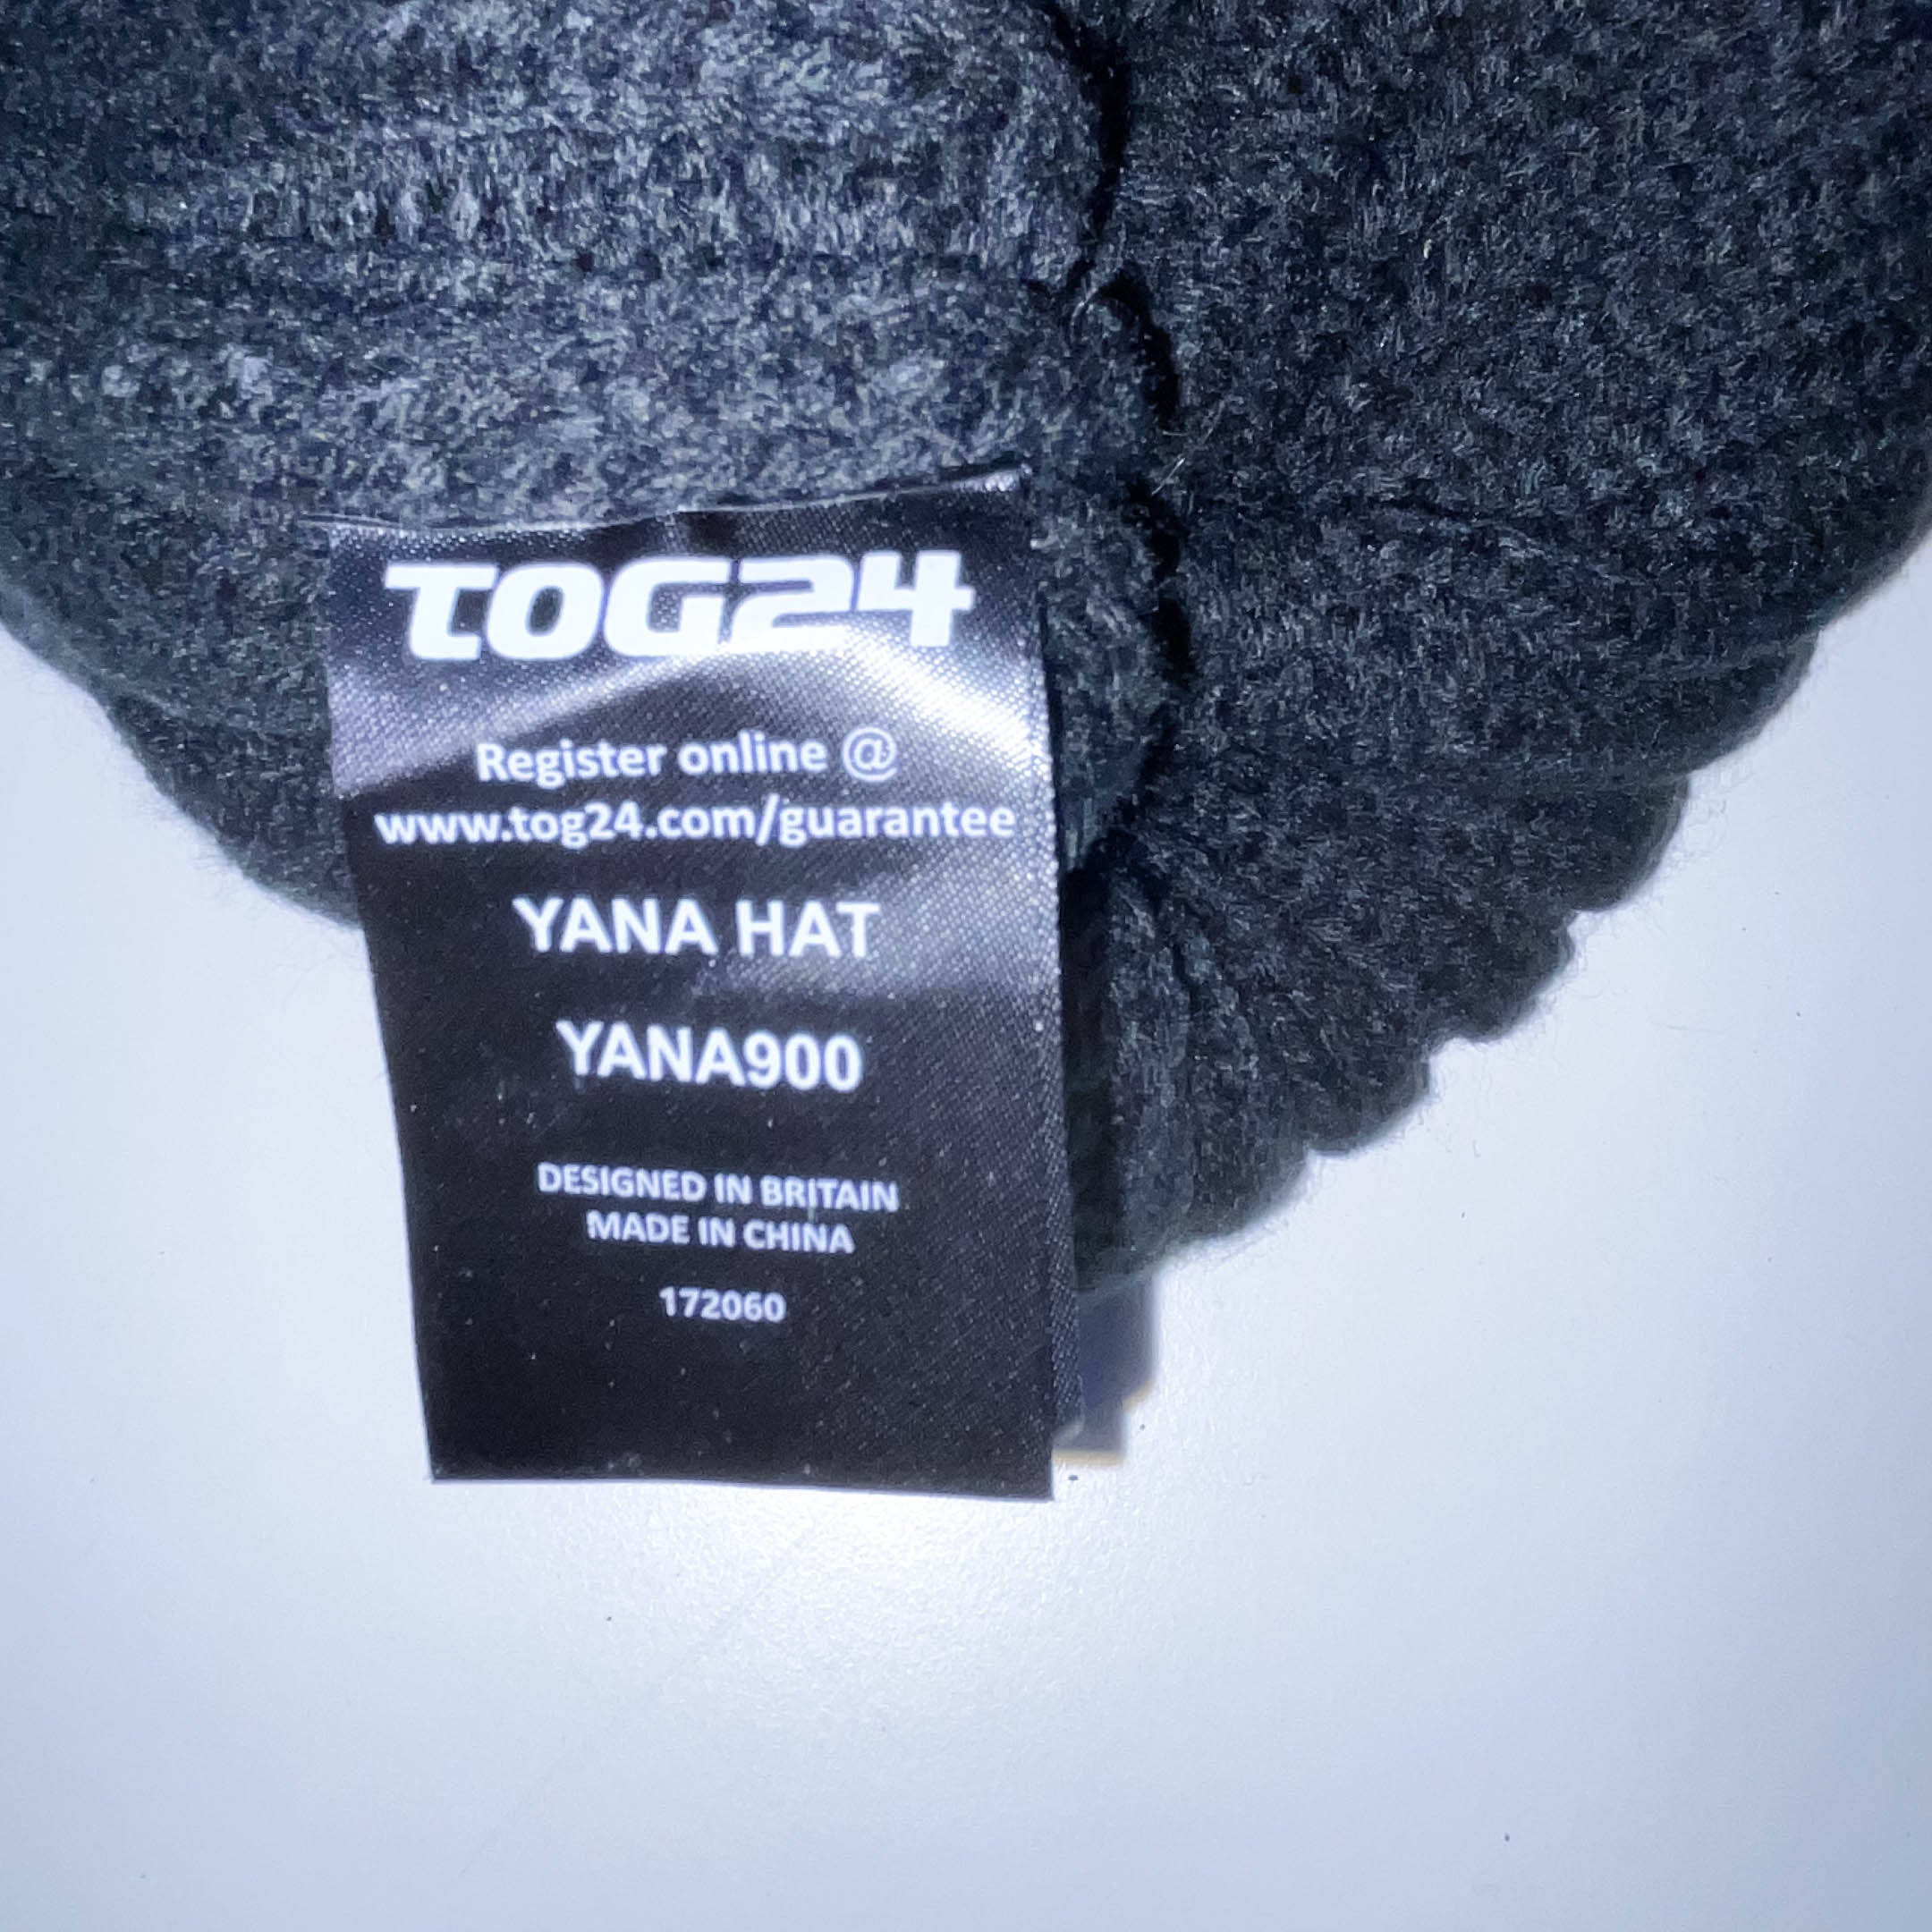 TOG24
Register online @
www.tog24.com/guarantee
YANA HAT
YANA900
DESIGNED IN BRITAIN
MADE IN CHINA
172060